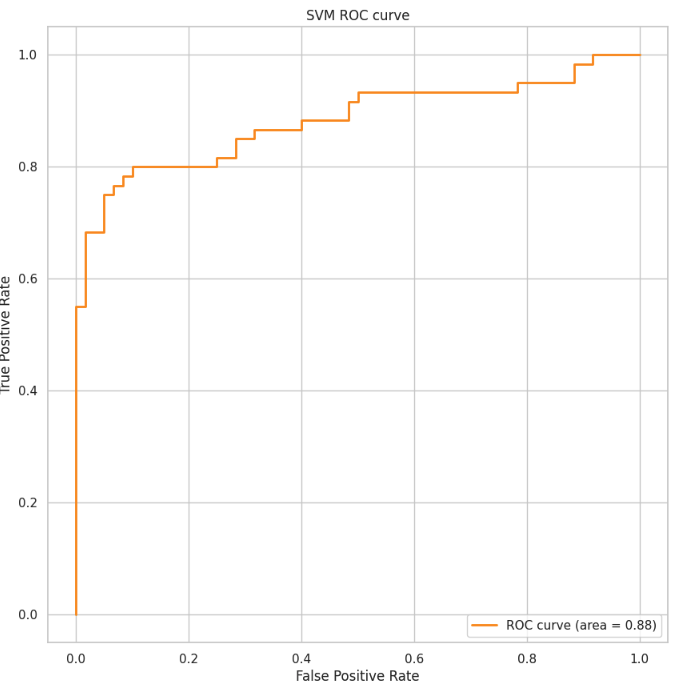 SVM ROC curve
1.0
0.8
0.6
0.4
0.2
0.0
True Positive Rate
ROC curve (area = 0.88)
0.0 0.2 0.4 0.6 0.8 1.0
False Positive Rate